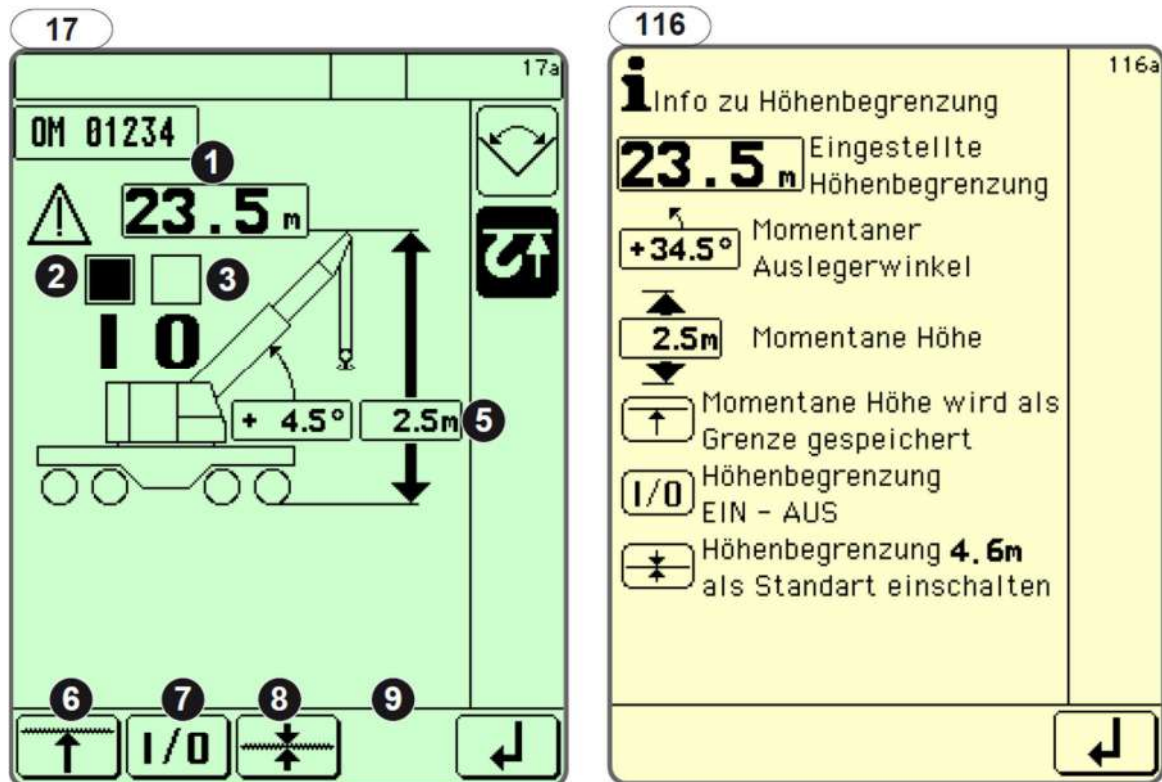 17
17a
OM 01234
1
23.5 m
2
3
I O
+ 4.5°
2.5m
5
6
7
8
9
I/O
116
116a
i Info zu Höhenbegrenzung
23.5 m
Eingestellte
Höhenbegrenzung
+34.5°
Momentaner
Auslegerwinkel
2.5m
Momentane Höhe
Momentane Höhe wird als
Grenze gespeichert
I/O
Höhenbegrenzung
EIN - AUS
Höhenbegrenzung 4.6m
als Standart einschalten